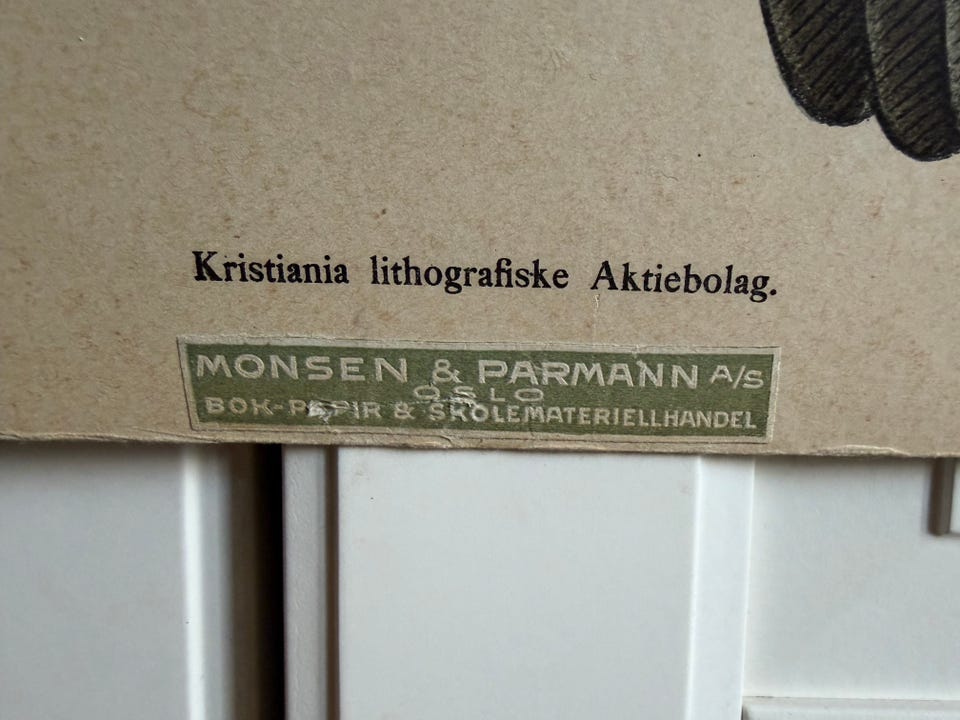 Kristiania lithografiske Aktiebolag.
MONSEN & PARMANN A/S
OSLO
BOK-PAPIR & SKOLEMATERIELLHANDEL